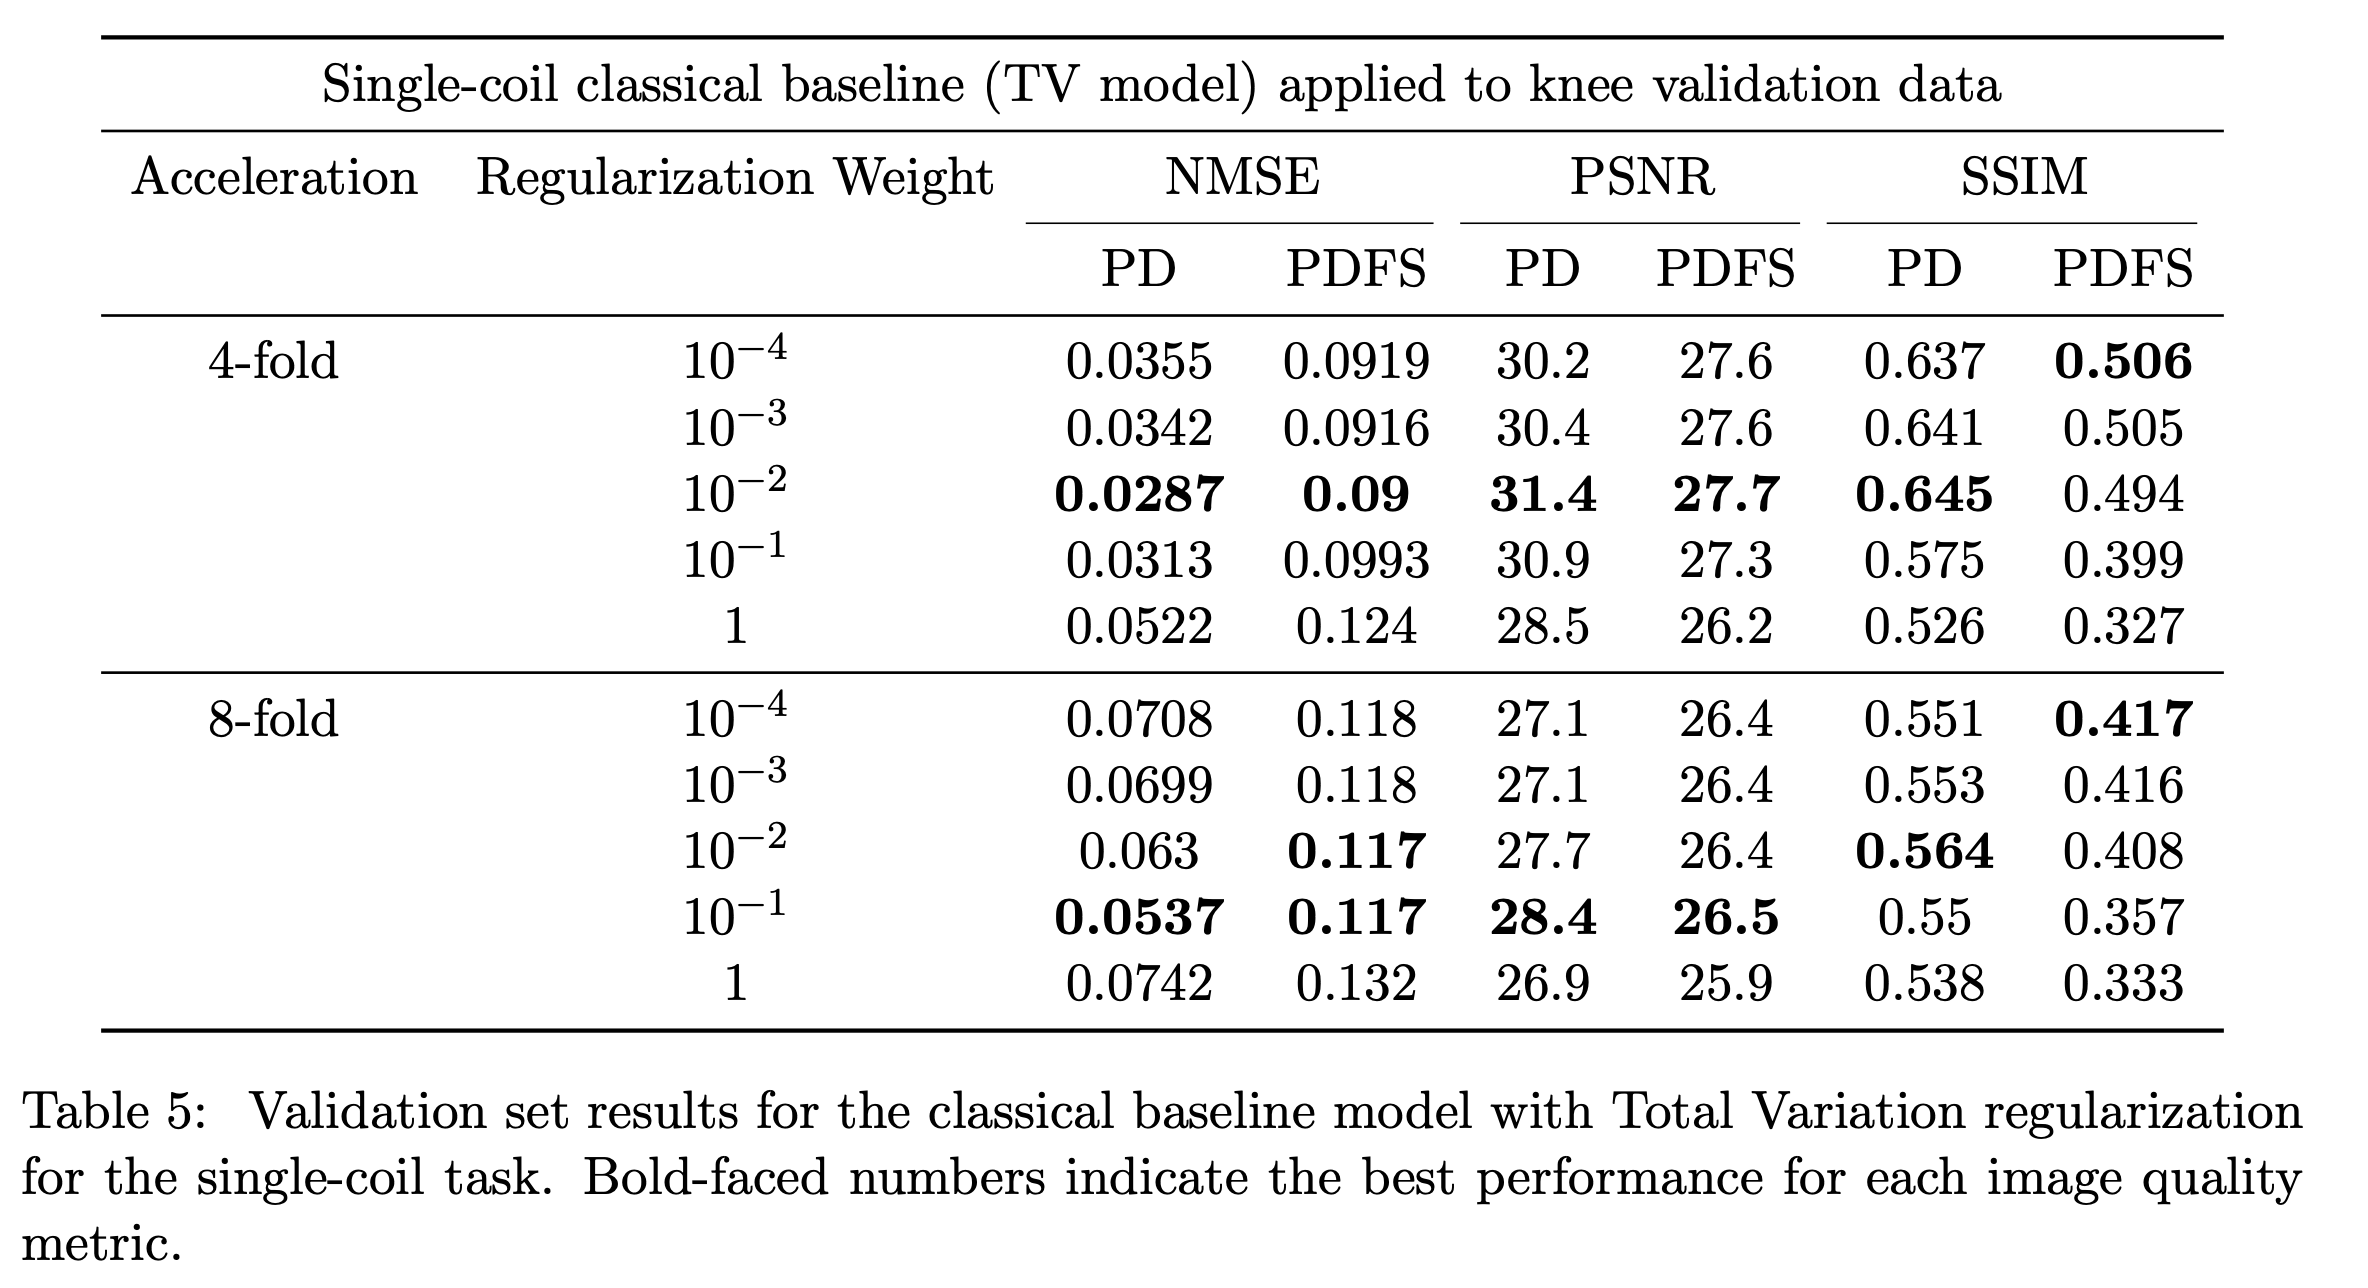 Single-coil classical baseline (TV model) applied to knee validation data
Acceleration Regularization Weight NMSE PSNR SSIM
PD PDFS PD PDFS PD PDFS
4-fold 10⁻⁴ 0.0355 0.0919 30.2 27.6 0.637 0.506
10⁻³ 0.0342 0.0916 30.4 27.6 0.641 0.505
10⁻² 0.0287 0.09 31.4 27.7 0.645 0.494
10⁻¹ 0.0313 0.0993 30.9 27.3 0.575 0.399
1 0.0522 0.124 28.5 26.2 0.526 0.327
8-fold 10⁻⁴ 0.0708 0.118 27.1 26.4 0.551 0.417
10⁻³ 0.0699 0.118 27.1 26.4 0.553 0.416
10⁻² 0.063 0.117 27.7 26.4 0.564 0.408
10⁻¹ 0.0537 0.117 28.4 26.5 0.55 0.357
1 0.0742 0.132 26.9 25.9 0.538 0.333
Table 5: Validation set results for the classical baseline model with Total Variation regularization
for the single-coil task. Bold-faced numbers indicate the best performance for each image quality
metric.